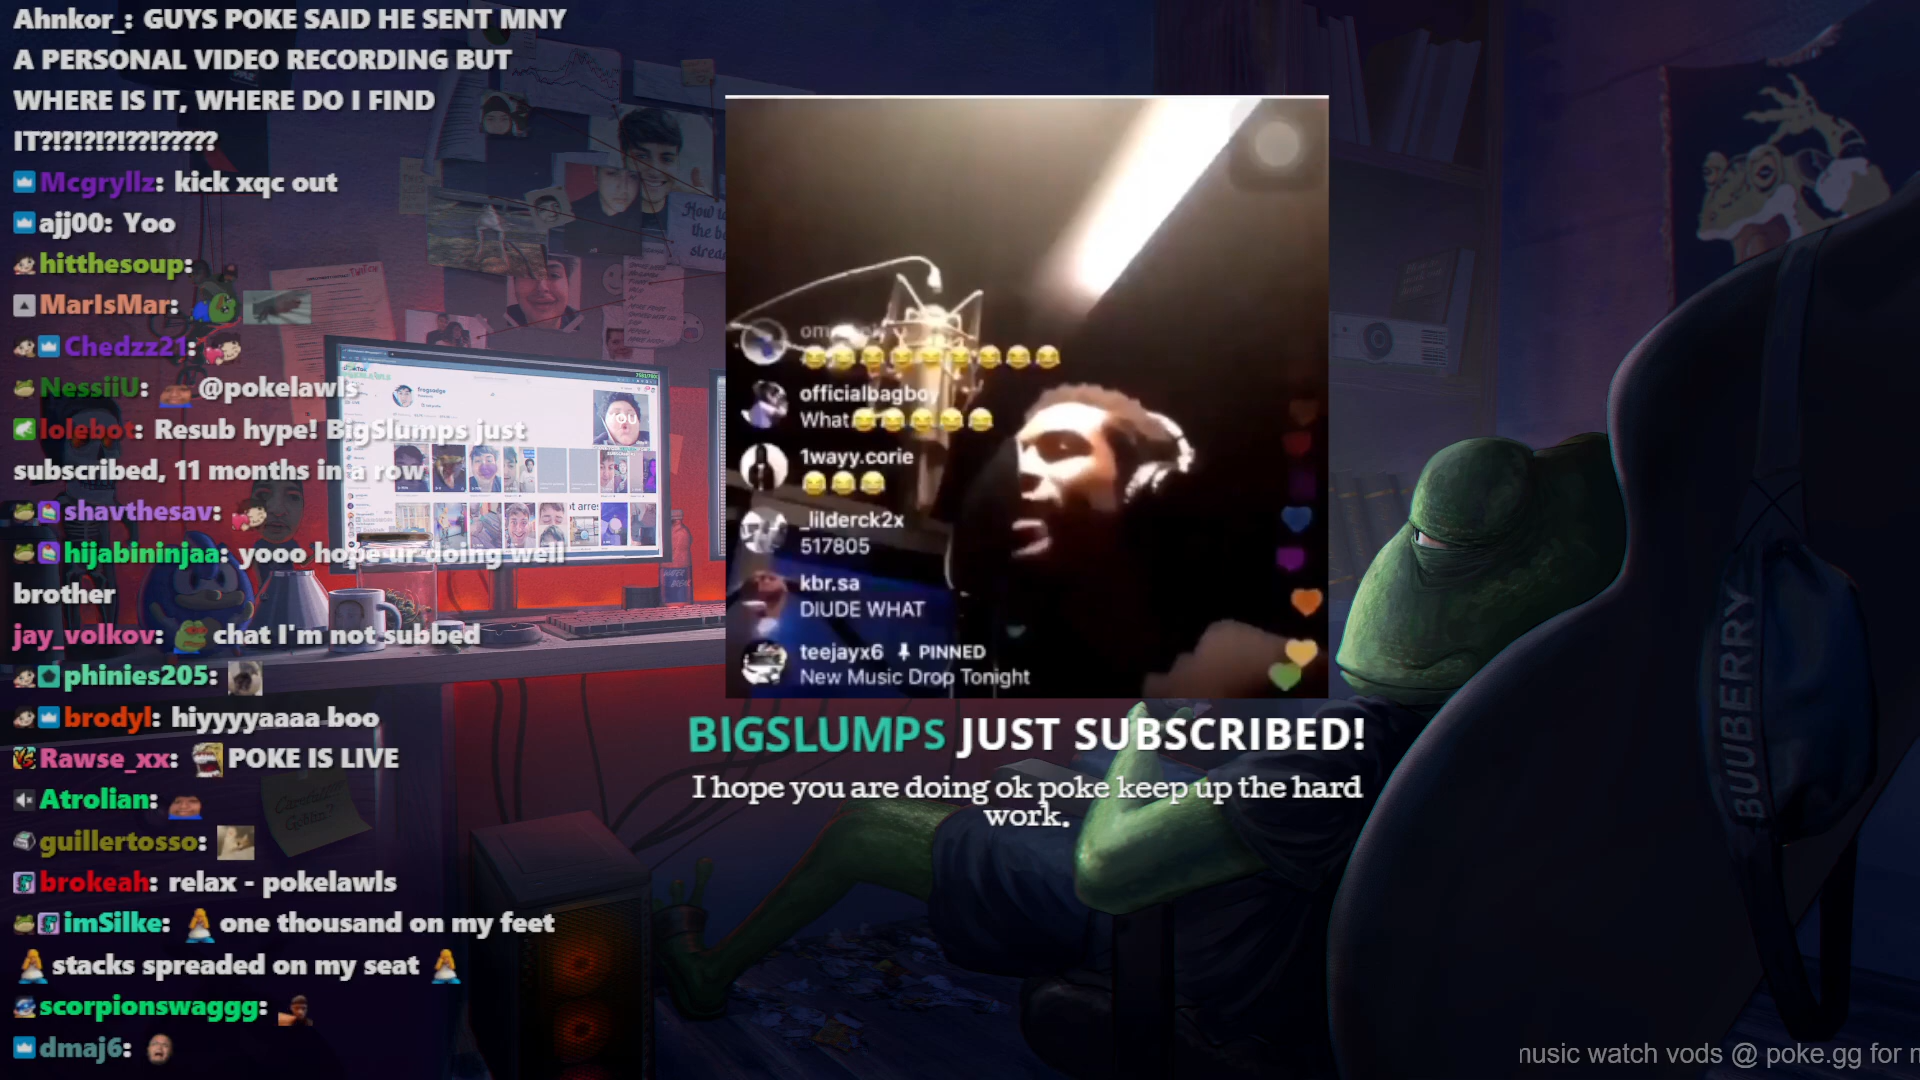 Ahnkor_: GUYS POKE SAID HE SENT MNY
A PERSONAL VIDEO RECORDING BUT
WHERE IS IT, WHERE DO I FIND
IT?!?!?!?!??!?????
Mcgryllz: kick xqc out
ajj00: Yoo
hitthesoup:
MarIsMar:
Chedzz21:
NessiiU: @pokelawls
lolebot: Resub hype! BigSlumps just
subscribed, 11 months in a row
shavthesav:
hijabininjaa: yooo hope ur doing well
brother
jay_volkov: chat I'm not subbed
phinies205:
brodyl: hiyyyyaaaa boo
Rawse_xx: POKE IS LIVE
Atrolian:
guillertosso:
brokeah: relax - pokelawls
imSilke: 🙏 one thousand on my feet
🙏 stacks spreaded on my seat 🙏
scorpionswaggg:
dmaj6:
YOU
😂😂😂😂😂😂😂😂😂
officialbagboy
What😂😂😂😂😂
1wayy.corie
😂😂😂
_lilderck2x
517805
kbr.sa
DIUDE WHAT
teejayx6 PINNED
New Music Drop Tonight
BIGSLUMPS JUST SUBSCRIBED!
I hope you are doing ok poke keep up the hard
work.
BUUBERRY
music watch vods @ poke.gg for